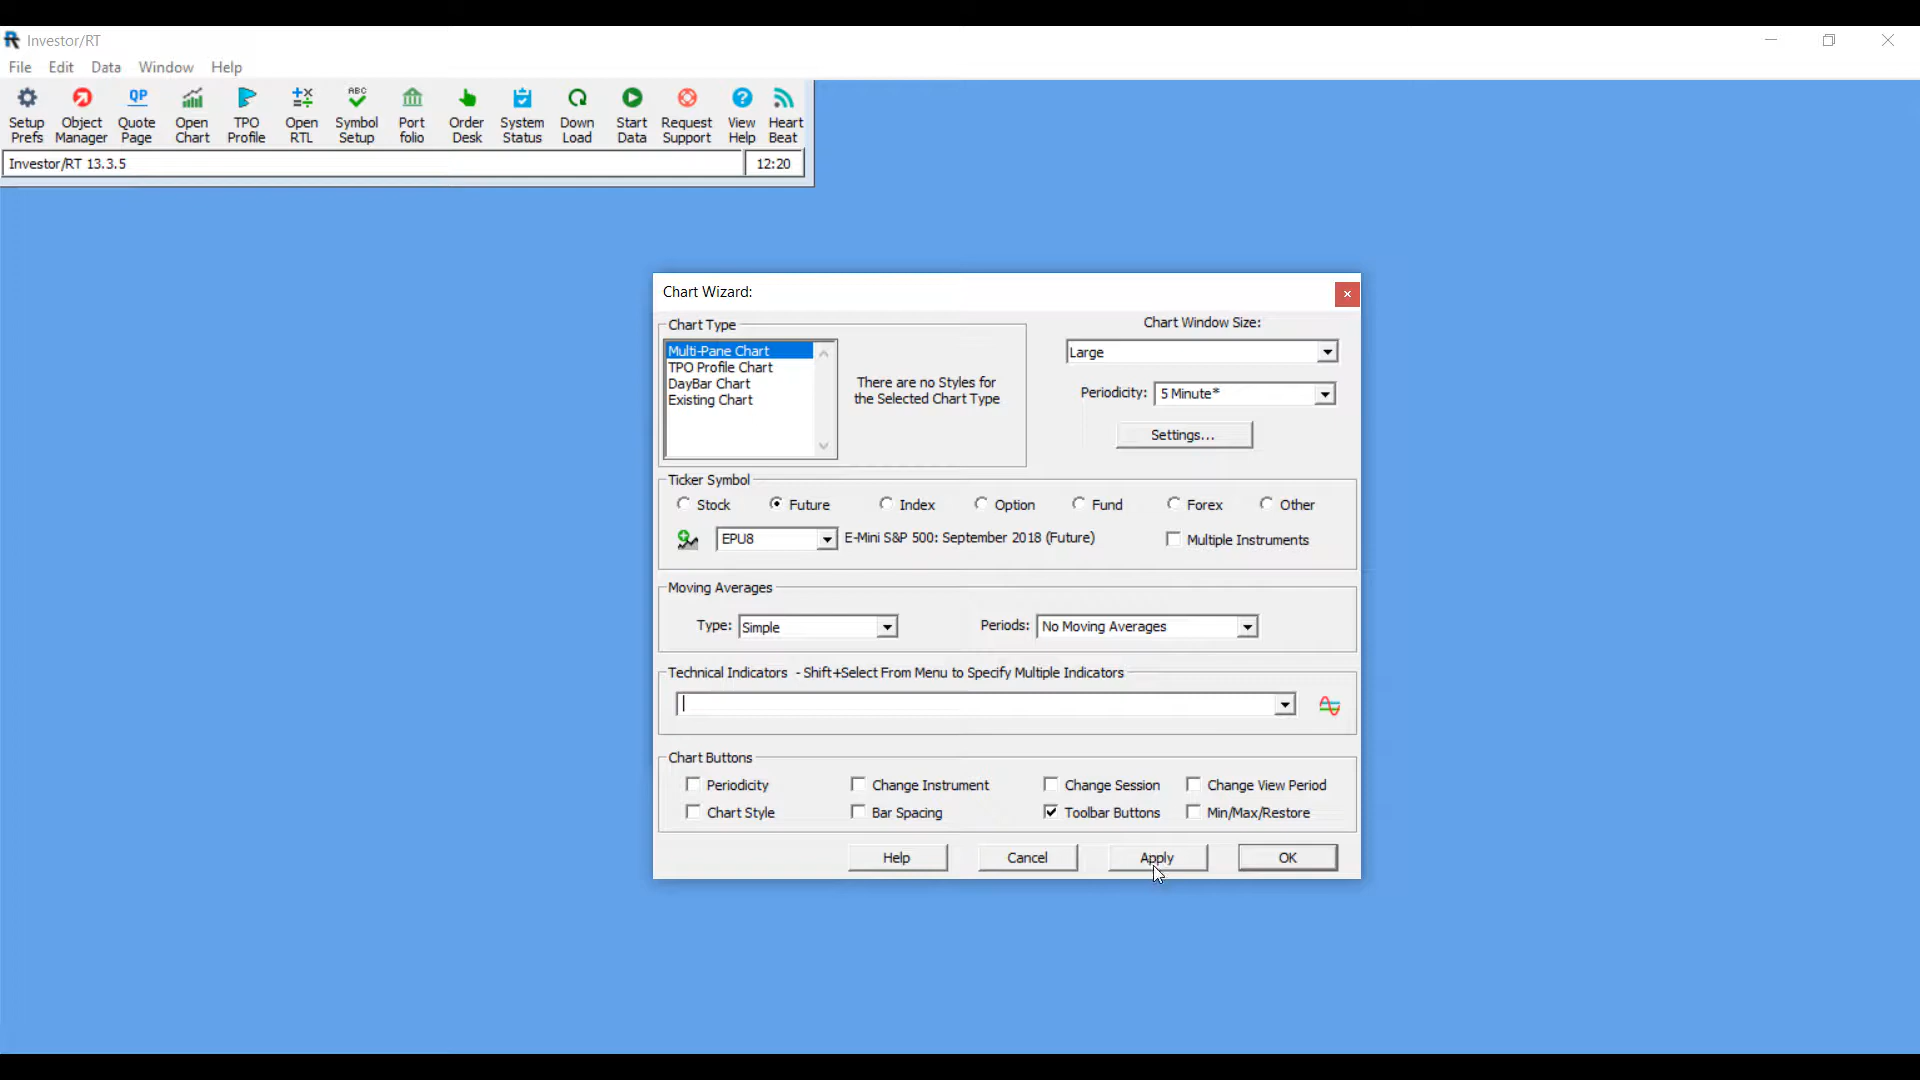 Investor/RT
File Edit Data Window Help
QP ABC
Setup Object Quote Open TPO Open Symbol Port Order System Down Start Request View Heart
Prefs Manager Page Chart Profile RTL Setup folio Desk Status Load Data Support Help Beat
Investor/RT 13.3.5 12:20
Chart Wizard:
Chart Type
Multi-Pane Chart
TPO Profile Chart
DayBar Chart
Existing Chart
There are no Styles for
the Selected Chart Type
Chart Window Size:
Large
Periodicity: 5 Minute*
Settings...
Ticker Symbol
Stock Future Index Option Fund Forex Other
EPU8 E-Mini S&P 500: September 2018 (Future) Multiple Instruments
Moving Averages
Type: Simple Periods: No Moving Averages
Technical Indicators - Shift+Select From Menu to Specify Multiple Indicators
Chart Buttons
Periodicity Change Instrument Change Session Change View Period
Chart Style Bar Spacing Toolbar Buttons Min/Max/Restore
Help Cancel Apply OK